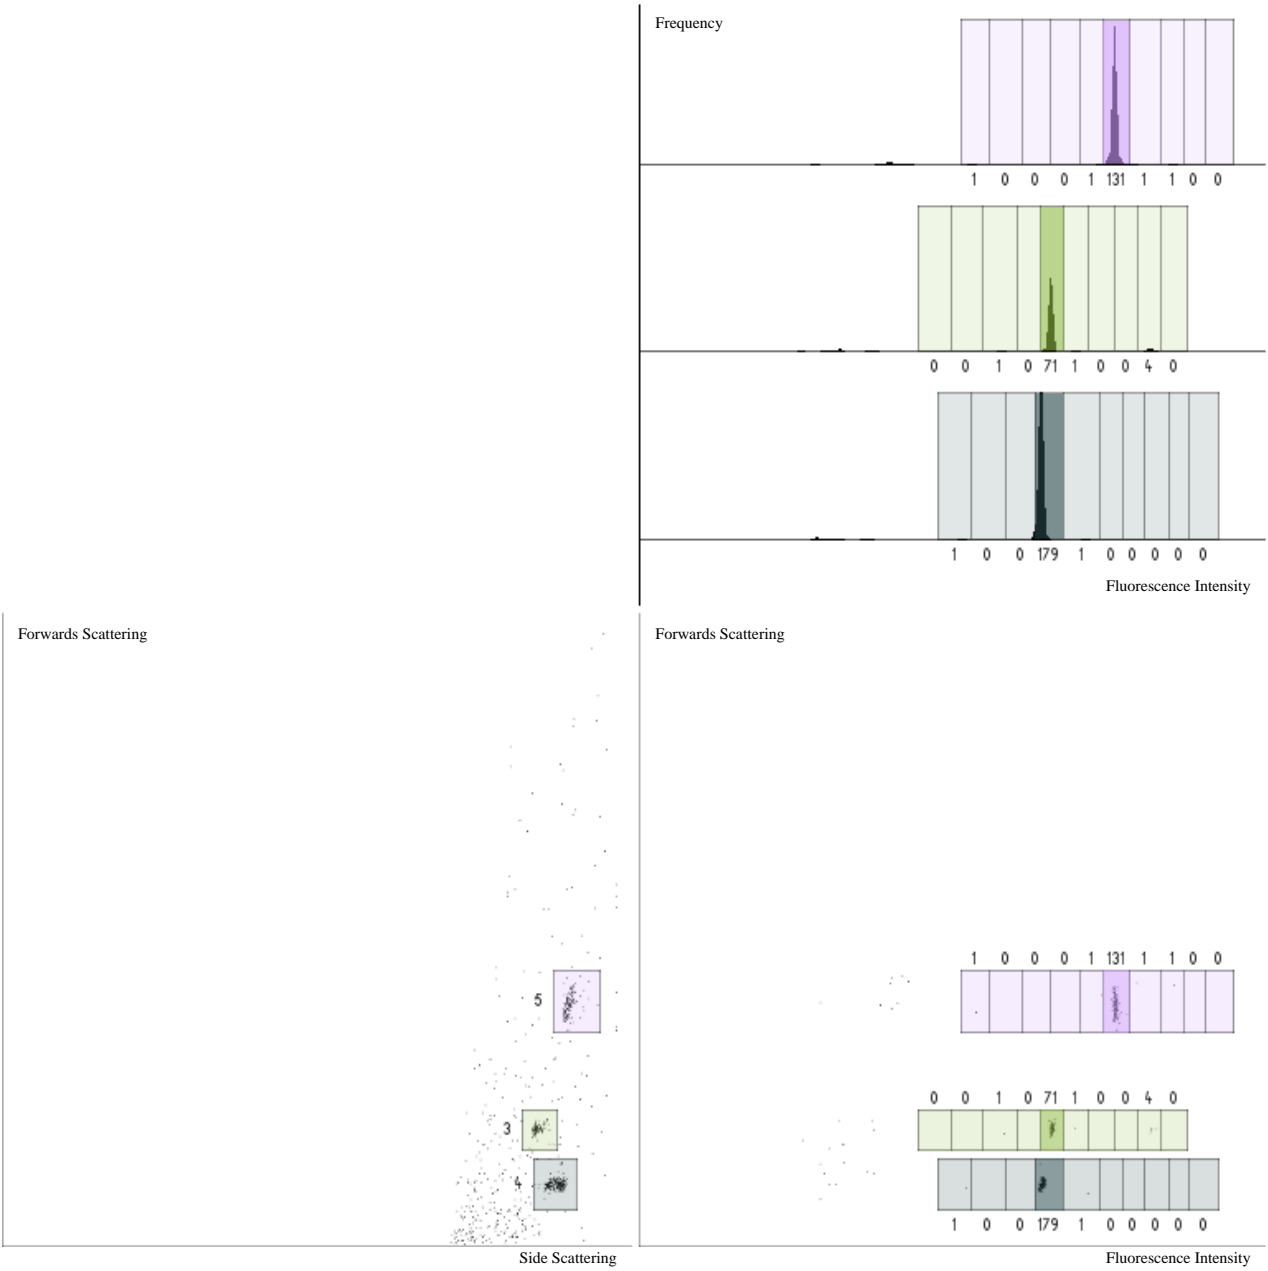 Frequency
1 0 0 0 1 131 1 1 0 0
0 0 1 0 71 1 0 0 4 0
1 0 0 179 1 0 0 0 0 0
Fluorescence Intensity
Forwards Scattering
5
3
4
Side Scattering
Forwards Scattering
1 0 0 0 1 131 1 1 0 0
0 0 1 0 71 1 0 0 4 0
1 0 0 179 1 0 0 0 0 0
Fluorescence Intensity